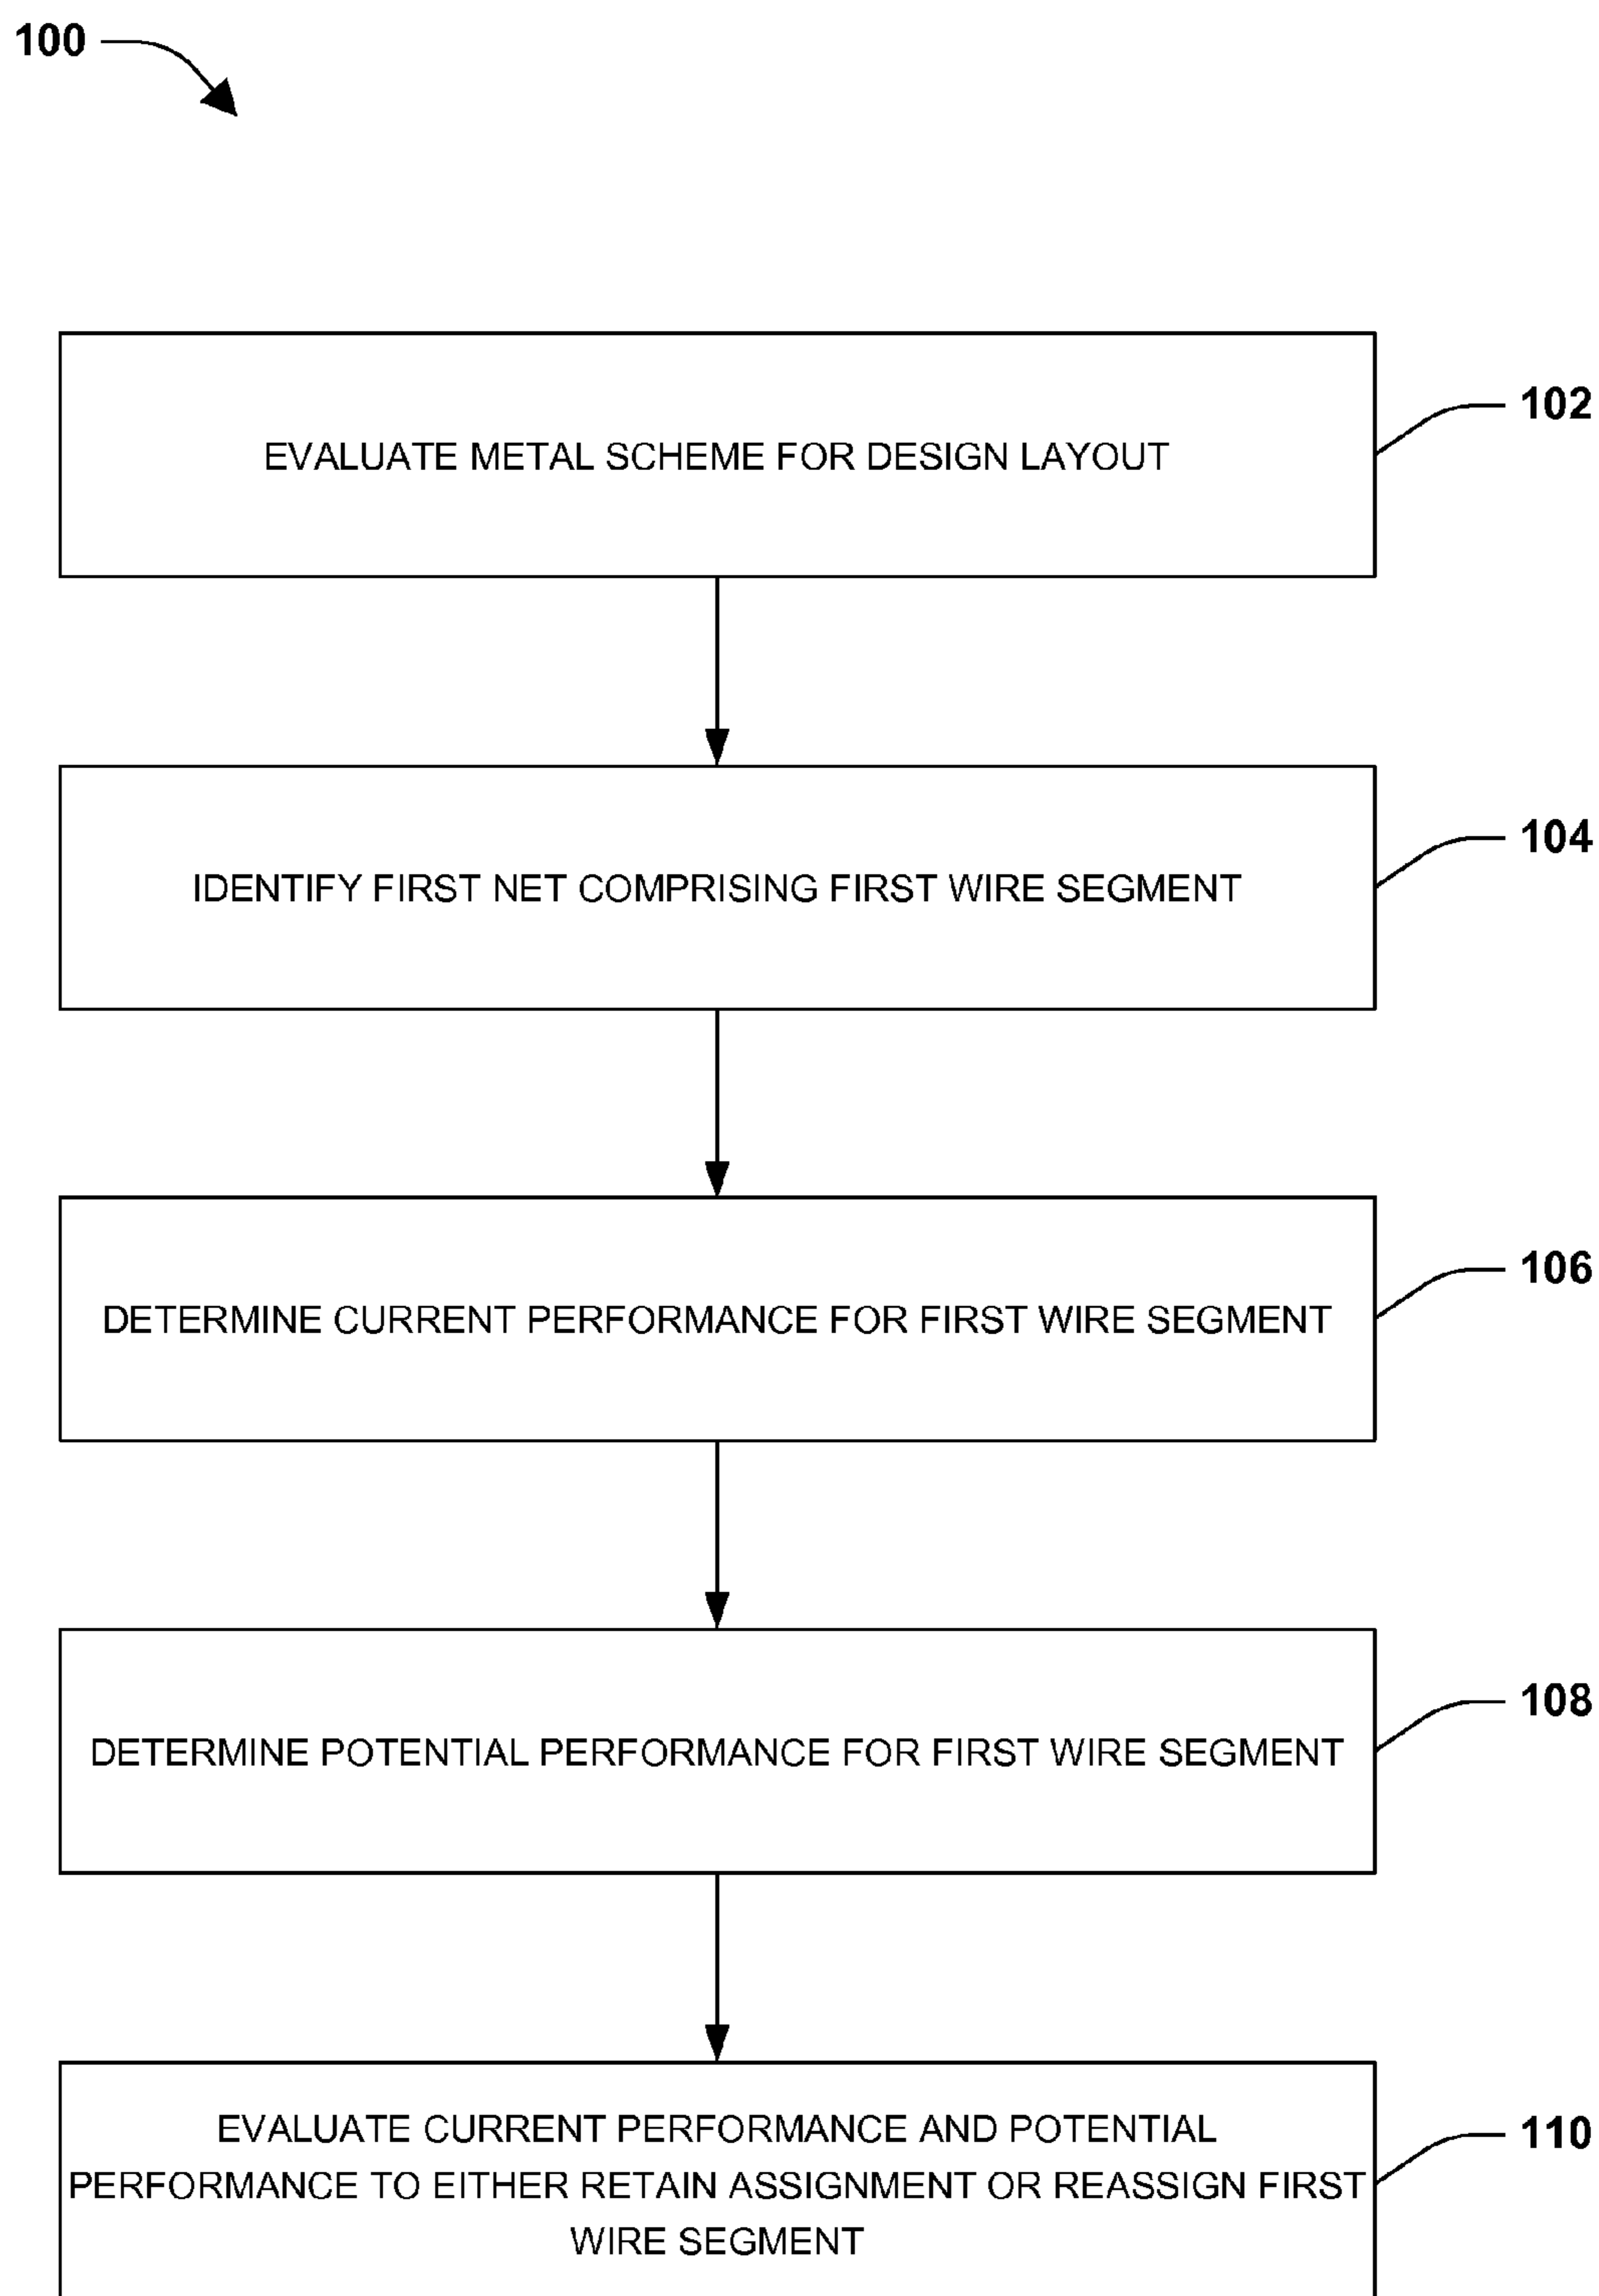 100
EVALUATE METAL SCHEME FOR DESIGN LAYOUT
102
IDENTIFY FIRST NET COMPRISING FIRST WIRE SEGMENT
104
DETERMINE CURRENT PERFORMANCE FOR FIRST WIRE SEGMENT
106
DETERMINE POTENTIAL PERFORMANCE FOR FIRST WIRE SEGMENT
108
EVALUATE CURRENT PERFORMANCE AND POTENTIAL
PERFORMANCE TO EITHER RETAIN ASSIGNMENT OR REASSIGN FIRST
WIRE SEGMENT
110